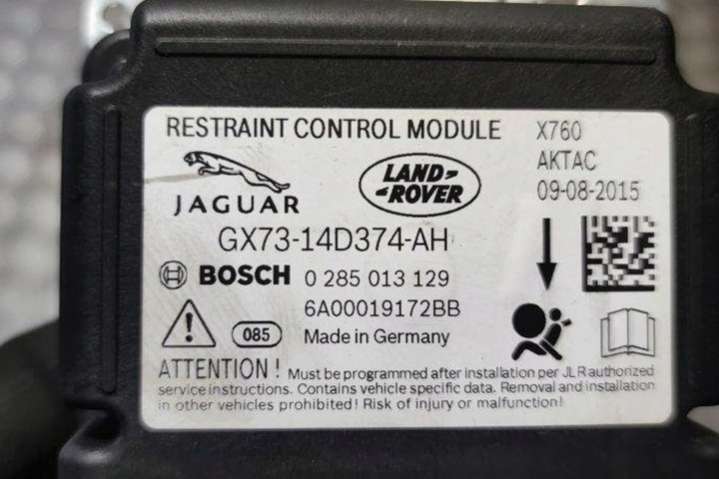 RESTRAINT CONTROL MODULE
X760
AKTAC
09-08-2015
JAGUAR
LAND-
-ROVER
GX73-14D374-AH
BOSCH 0 285 013 129
6A00019172BB
085 Made in Germany
ATTENTION ! Must be programmed after installation per JLR authorized
service instructions. Contains vehicle specific data. Removal and installation
in other vehicles prohibited! Risk of injury or malfunction!